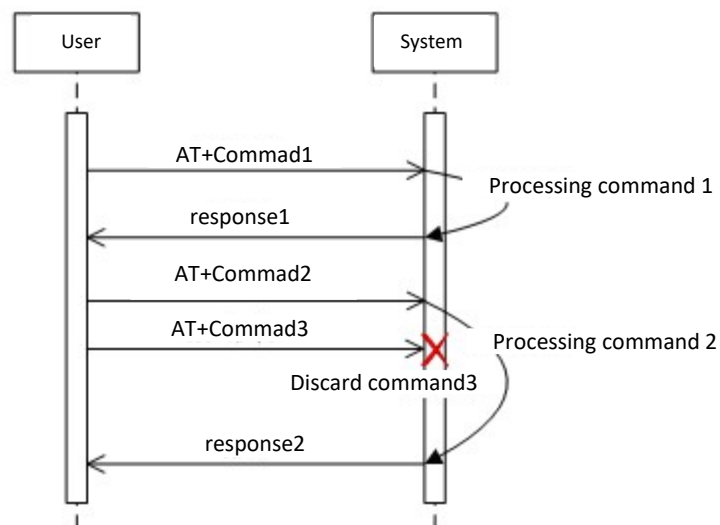 User
System
AT+Commad1
Processing command 1
response1
AT+Commad2
AT+Commad3
Processing command 2
Discard command3
response2